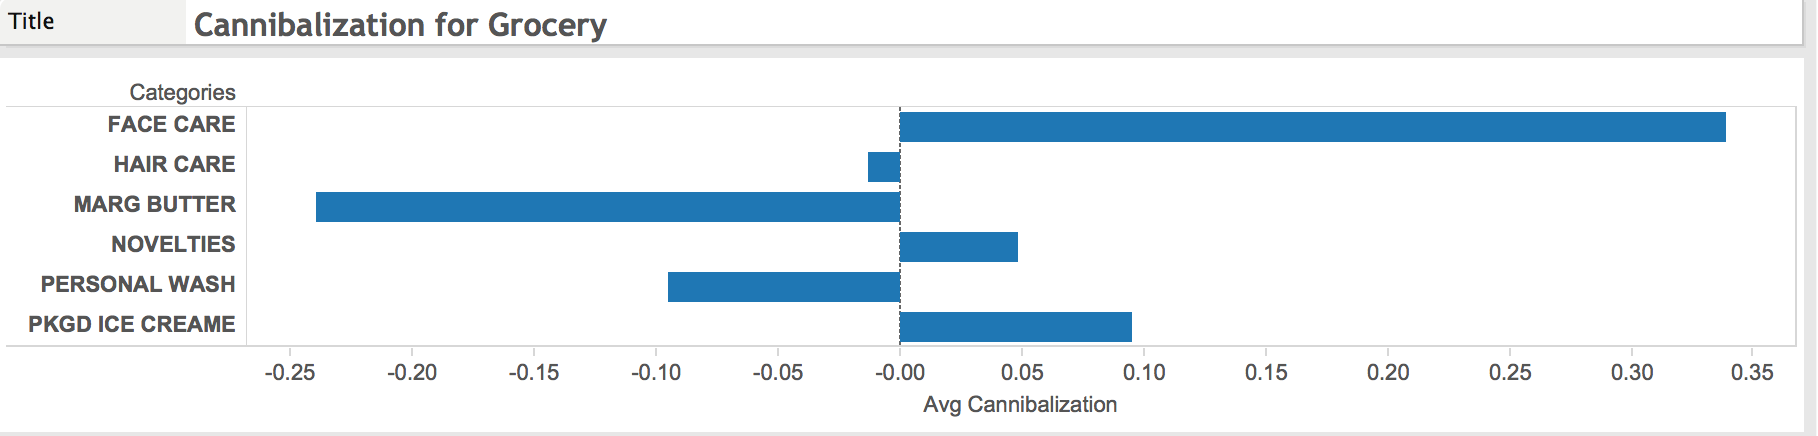 Title
Cannibalization for Grocery
Categories
FACE CARE
HAIR CARE
MARG BUTTER
NOVELTIES
PERSONAL WASH
PKGD ICE CREAME
-0.25 -0.20 -0.15 -0.10 -0.05 -0.00 0.05 0.10 0.15 0.20 0.25 0.30 0.35
Avg Cannibalization